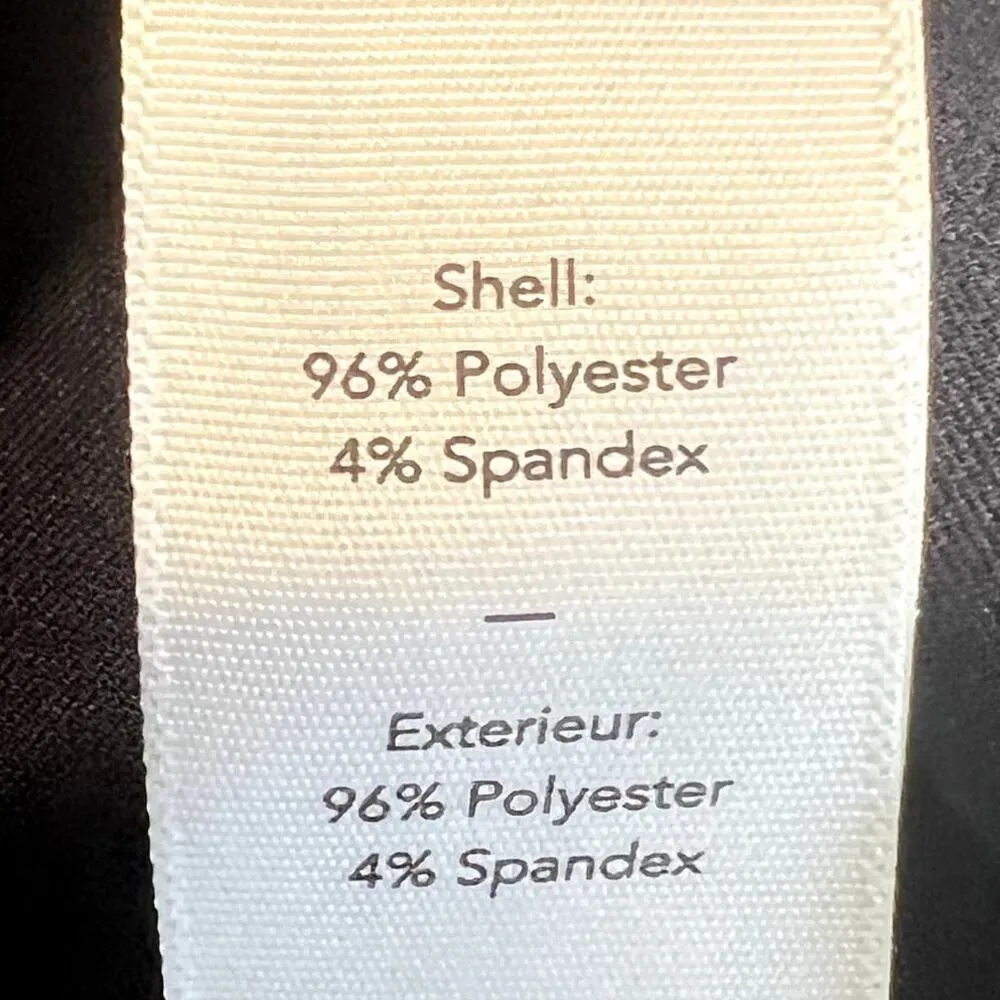 Shell:
96% Polyester
4% Spandex
—
Exterieur:
96% Polyester
4% Spandex